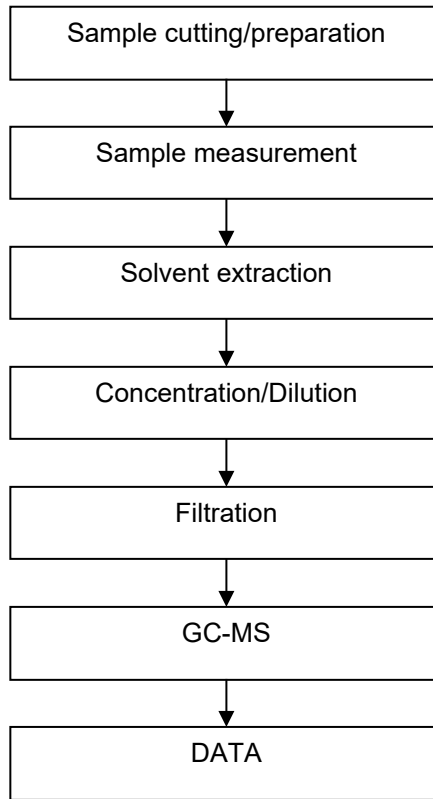 Sample cutting/preparation
Sample measurement
Solvent extraction
Concentration/Dilution
Filtration
GC-MS
DATA